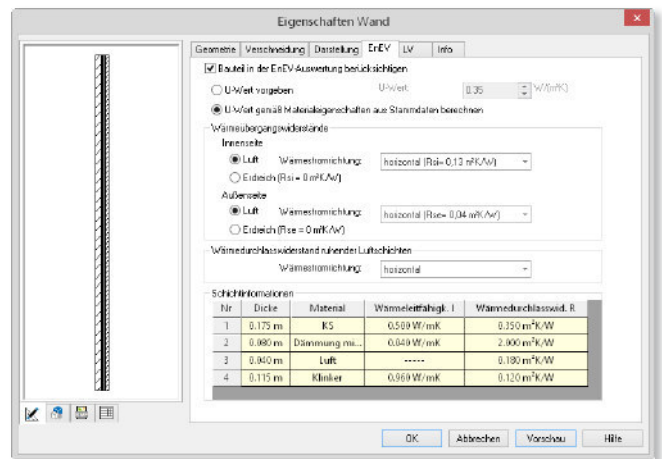 Eigenschaften Wand
Geometrie Verschneidung Darstellung EnEV LV Info
Bauteil in der EnEV-Auswertung berücksichtigen
U-Wert vorgeben U-Wert: 0.35 W/(m²K)
U-Wert gemäß Materialeigenschaften aus Stammdaten berechnen
Wärmeübergangswiderstände
Innenseite
Luft Wärmestromrichtung: horizontal (Rsi= 0,13 m²K/W)
Erdreich (Rsi = 0 m²K/W)
Außenseite
Luft Wärmestromrichtung: horizontal (Rse= 0,04 m²K/W)
Erdreich (Rse = 0 m²K/W)
Wärmedurchlasswiderstand ruhender Luftschichten
Wärmestromrichtung: horizontal
Schichtinformationen
Nr Dicke Material Wärmeleitfähigk. l Wärmedurchlasswid. R
1 0.175 m KS 0.500 W/mK 0.350 m²K/W
2 0.080 m Dämmung mi... 0.040 W/mK 2.000 m²K/W
3 0.040 m Luft ----- 0.180 m²K/W
4 0.115 m Klinker 0.960 W/mK 0.120 m²K/W
OK Abbrechen Vorschau Hilfe